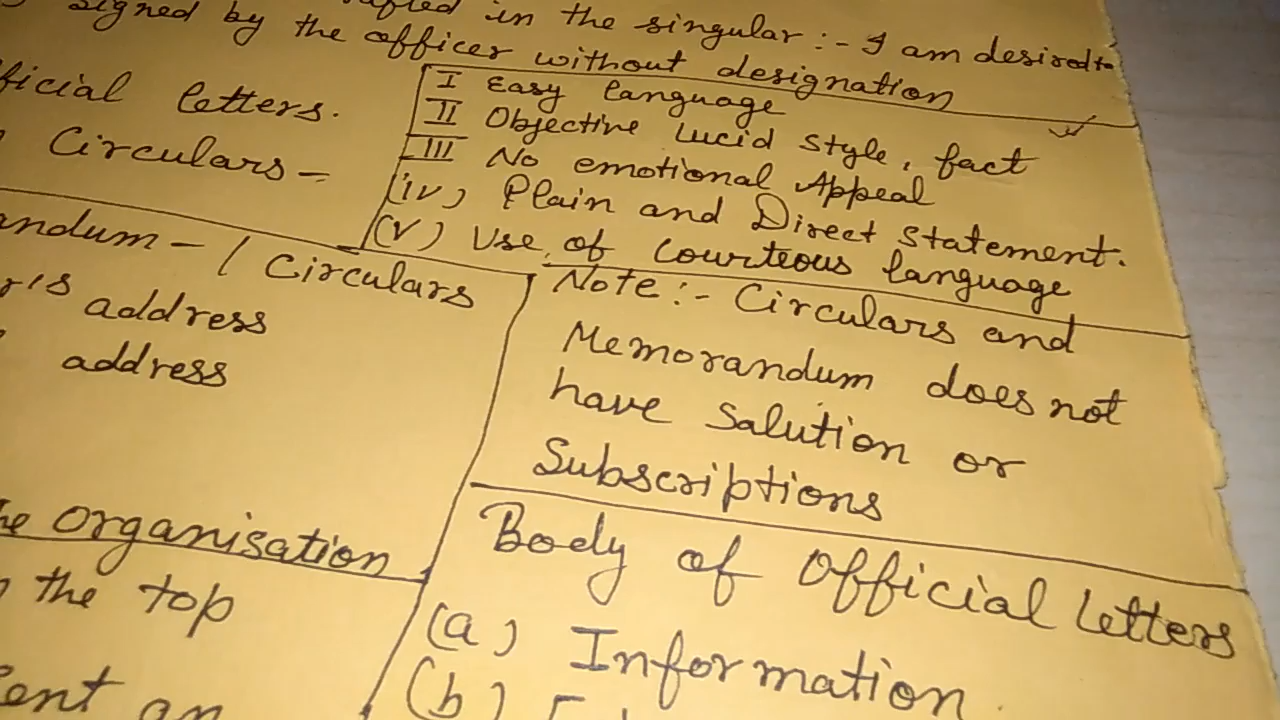 in the singular :- I am desired to
signed by the officer without designation
I Easy language
II Objective Lucid style, fact
III No emotional Appeal
(iv) Plain and Direct statement.
(v) Use of Courteous language
letters.
Circulars -
/ Circulars
address
address
Organisation
the top
Note :- Circulars and
Memorandum does not
have Salution or
Subscriptions
Body of Official letters
(a) Information
(b)